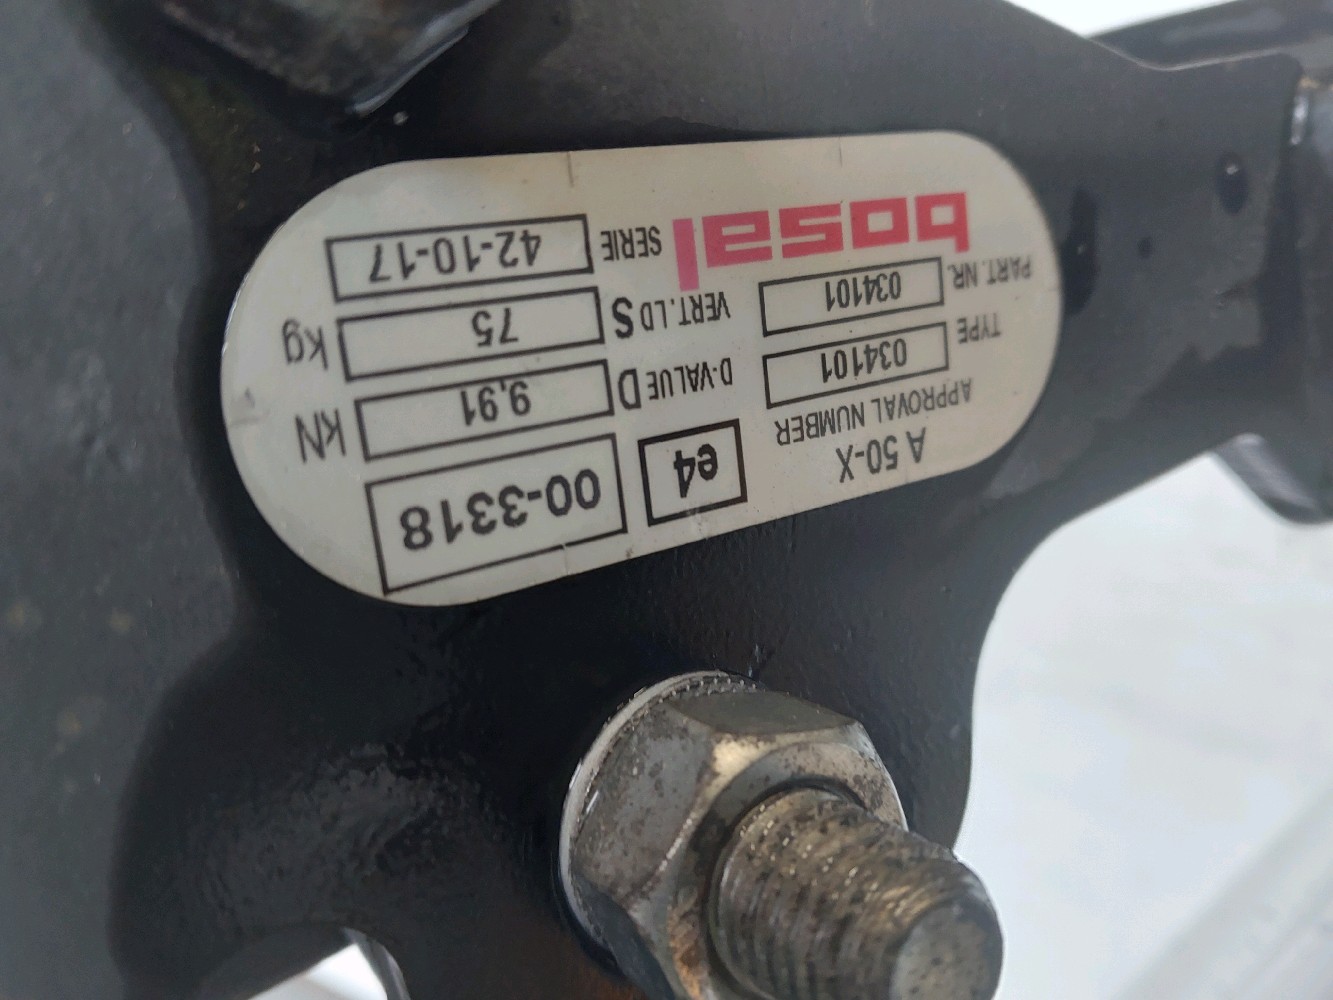 A 50-X
APPROVAL NUMBER e4 00-3318
TYPE 034101 D-VALUE D 9,91 kN
PART. NR. 034101 VERT. LD S 75 kg
bosal SERIE 42-10-17